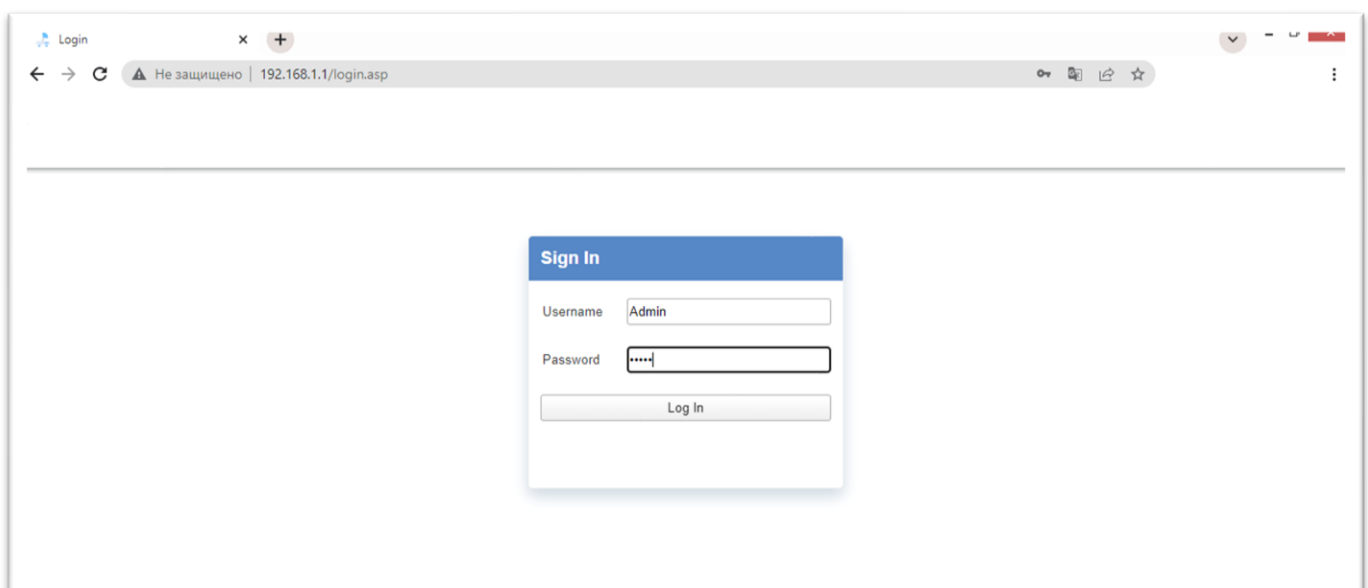 Login
Не защищено | 192.168.1.1/login.asp
Sign In
Username Admin
Password •••••
Log In